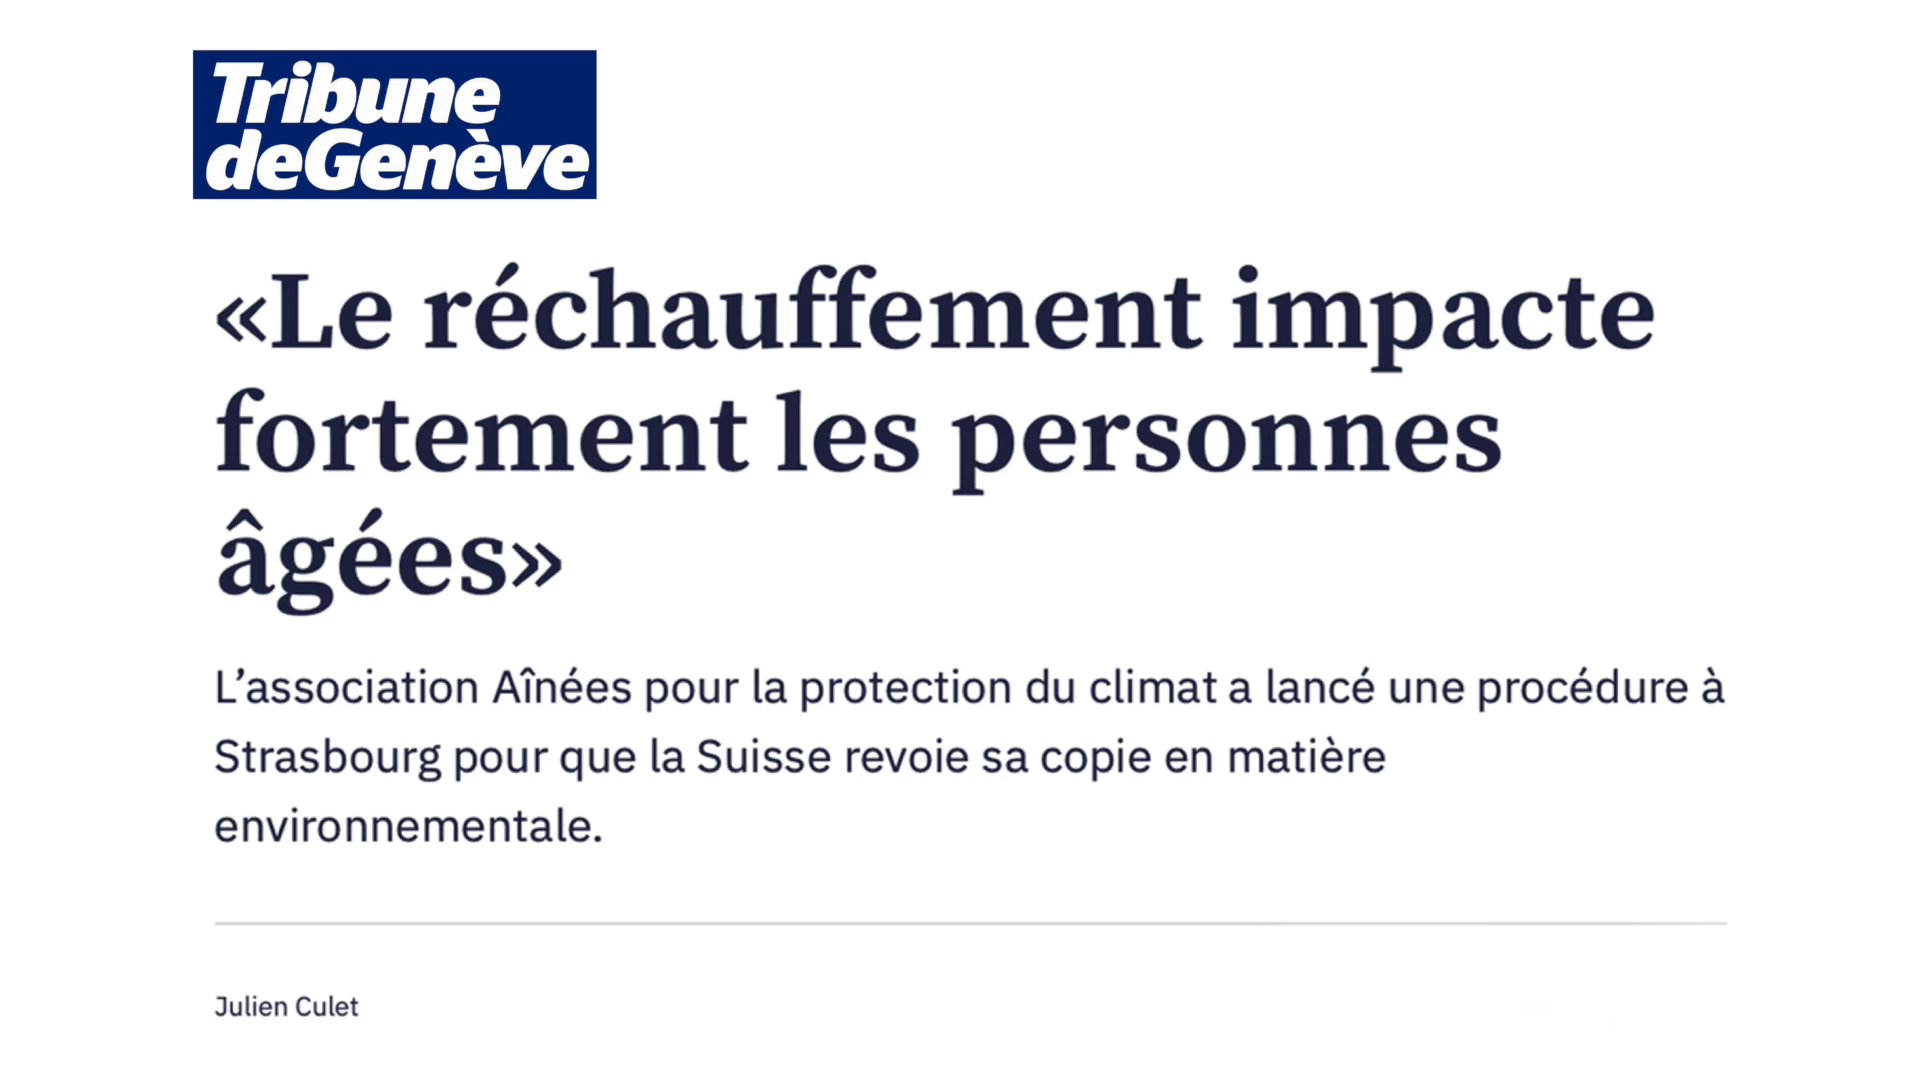 Tribune
deGenève
«Le réchauffement impacte
fortement les personnes
âgées»
L’association Aînées pour la protection du climat a lancé une procédure à
Strasbourg pour que la Suisse revoie sa copie en matière
environnementale.
Julien Culet